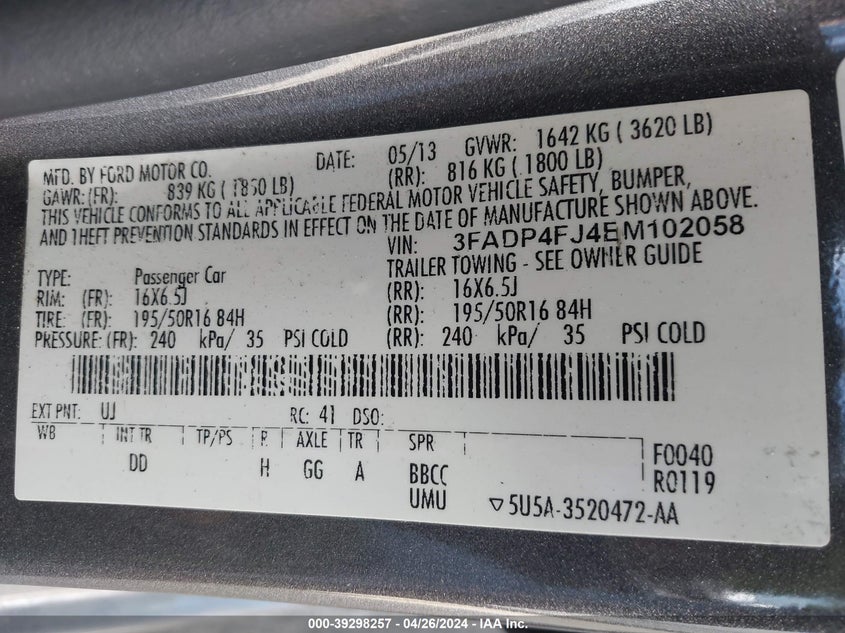 MFD. BY FORD MOTOR CO. DATE: 05/13 GVWR: 1642 KG ( 3620 LB)
GAWR: (FR): 839 KG ( 1850 LB) (RR): 816 KG ( 1800 LB)
THIS VEHICLE CONFORMS TO ALL APPLICABLE FEDERAL MOTOR VEHICLE SAFETY, BUMPER,
AND THEFT PREVENTION STANDARDS IN EFFECT ON THE DATE OF MANUFACTURE SHOWN ABOVE.
VIN: 3FADP4FJ4EM102058
TYPE: Passenger Car TRAILER TOWING - SEE OWNER GUIDE
RIM: (FR): 16X6.5J (RR): 16X6.5J
TIRE: (FR): 195/50R16 84H (RR): 195/50R16 84H
PRESSURE: (FR): 240 kPa/ 35 PSI COLD (RR): 240 kPa/ 35 PSI COLD
EXT PNT: UJ RC: 41 DSO:
WB INT TR TP/PS R AXLE TR SPR F0040
DD H GG A BBCC R0119
UMU ▽5U5A-3520472-AA
000-39298257 - 04/26/2024 - IAA Inc.